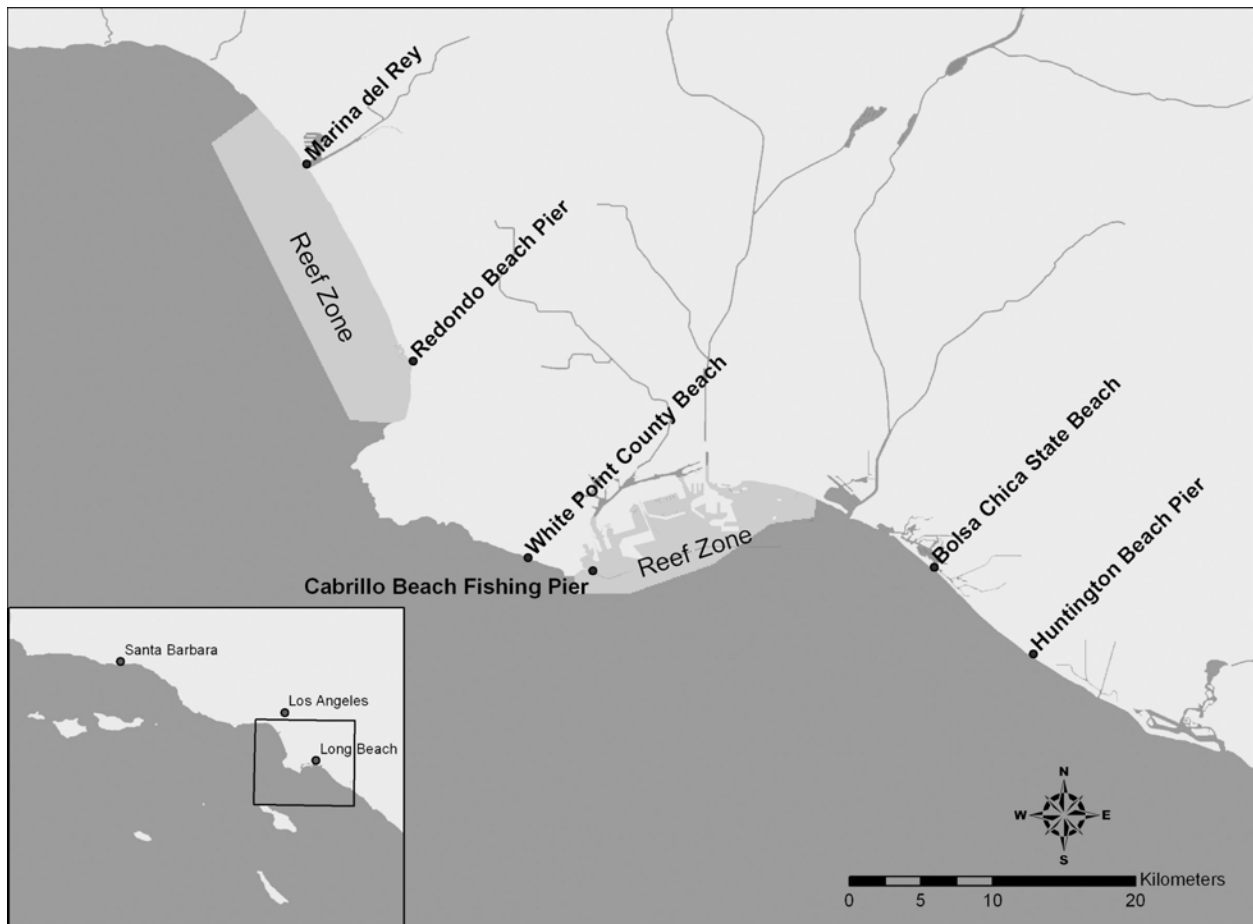 Marina del Rey
Reef Zone
Redondo Beach Pier
White Point County Beach
Cabrillo Beach Fishing Pier
Reef Zone
Bolsa Chica State Beach
Huntington Beach Pier
Santa Barbara
Los Angeles
Long Beach
N
W E
S
Kilometers
0 5 10 20